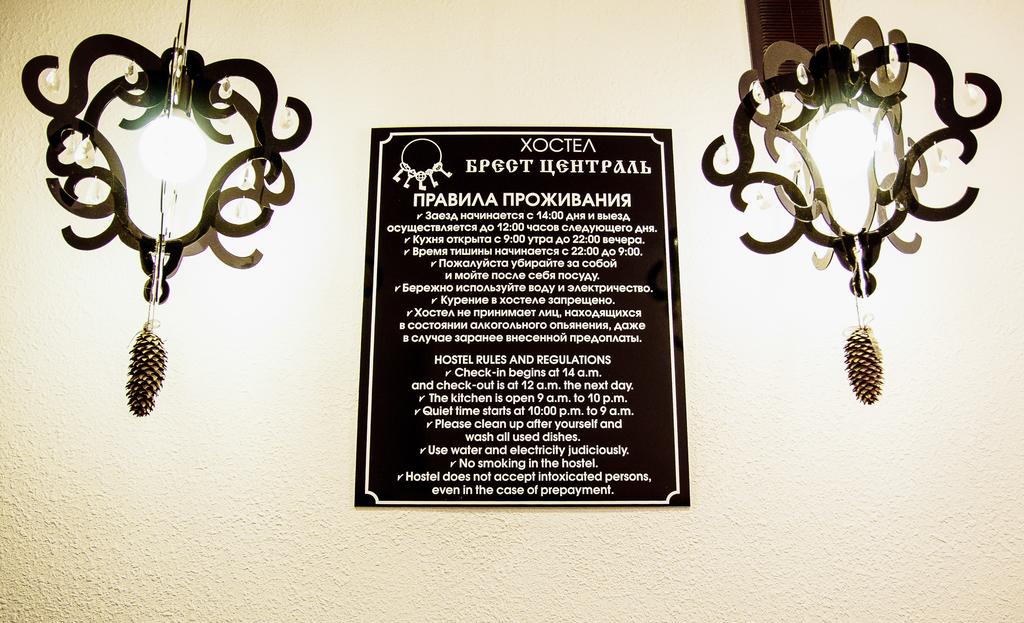 ХОСТЕЛ
БРЕСТ ЦЕНТРАЛЬ
ПРАВИЛА ПРОЖИВАНИЯ
✓ Заезд начинается с 14:00 дня и выезд
осуществляется до 12:00 часов следующего дня.
✓ Кухня открыта с 9:00 утра до 22:00 вечера.
✓ Время тишины начинается с 22:00 до 9:00.
✓ Пожалуйста убирайте за собой
и мойте после себя посуду.
✓ Бережно используйте воду и электричество.
✓ Курение в хостеле запрещено.
✓ Хостел не принимает лиц, находящихся
в состоянии алкогольного опьянения, даже
в случае заранее внесенной предоплаты.
HOSTEL RULES AND REGULATIONS
✓ Check-in begins at 14 a.m.
and check-out is at 12 a.m. the next day.
✓ The kitchen is open 9 a.m. to 10 p.m.
✓ Quiet time starts at 10:00 p.m. to 9 a.m.
✓ Please clean up after yourself and
wash all used dishes.
✓ Use water and electricity judiciously.
✓ No smoking in the hostel.
✓ Hostel does not accept intoxicated persons,
even in the case of prepayment.